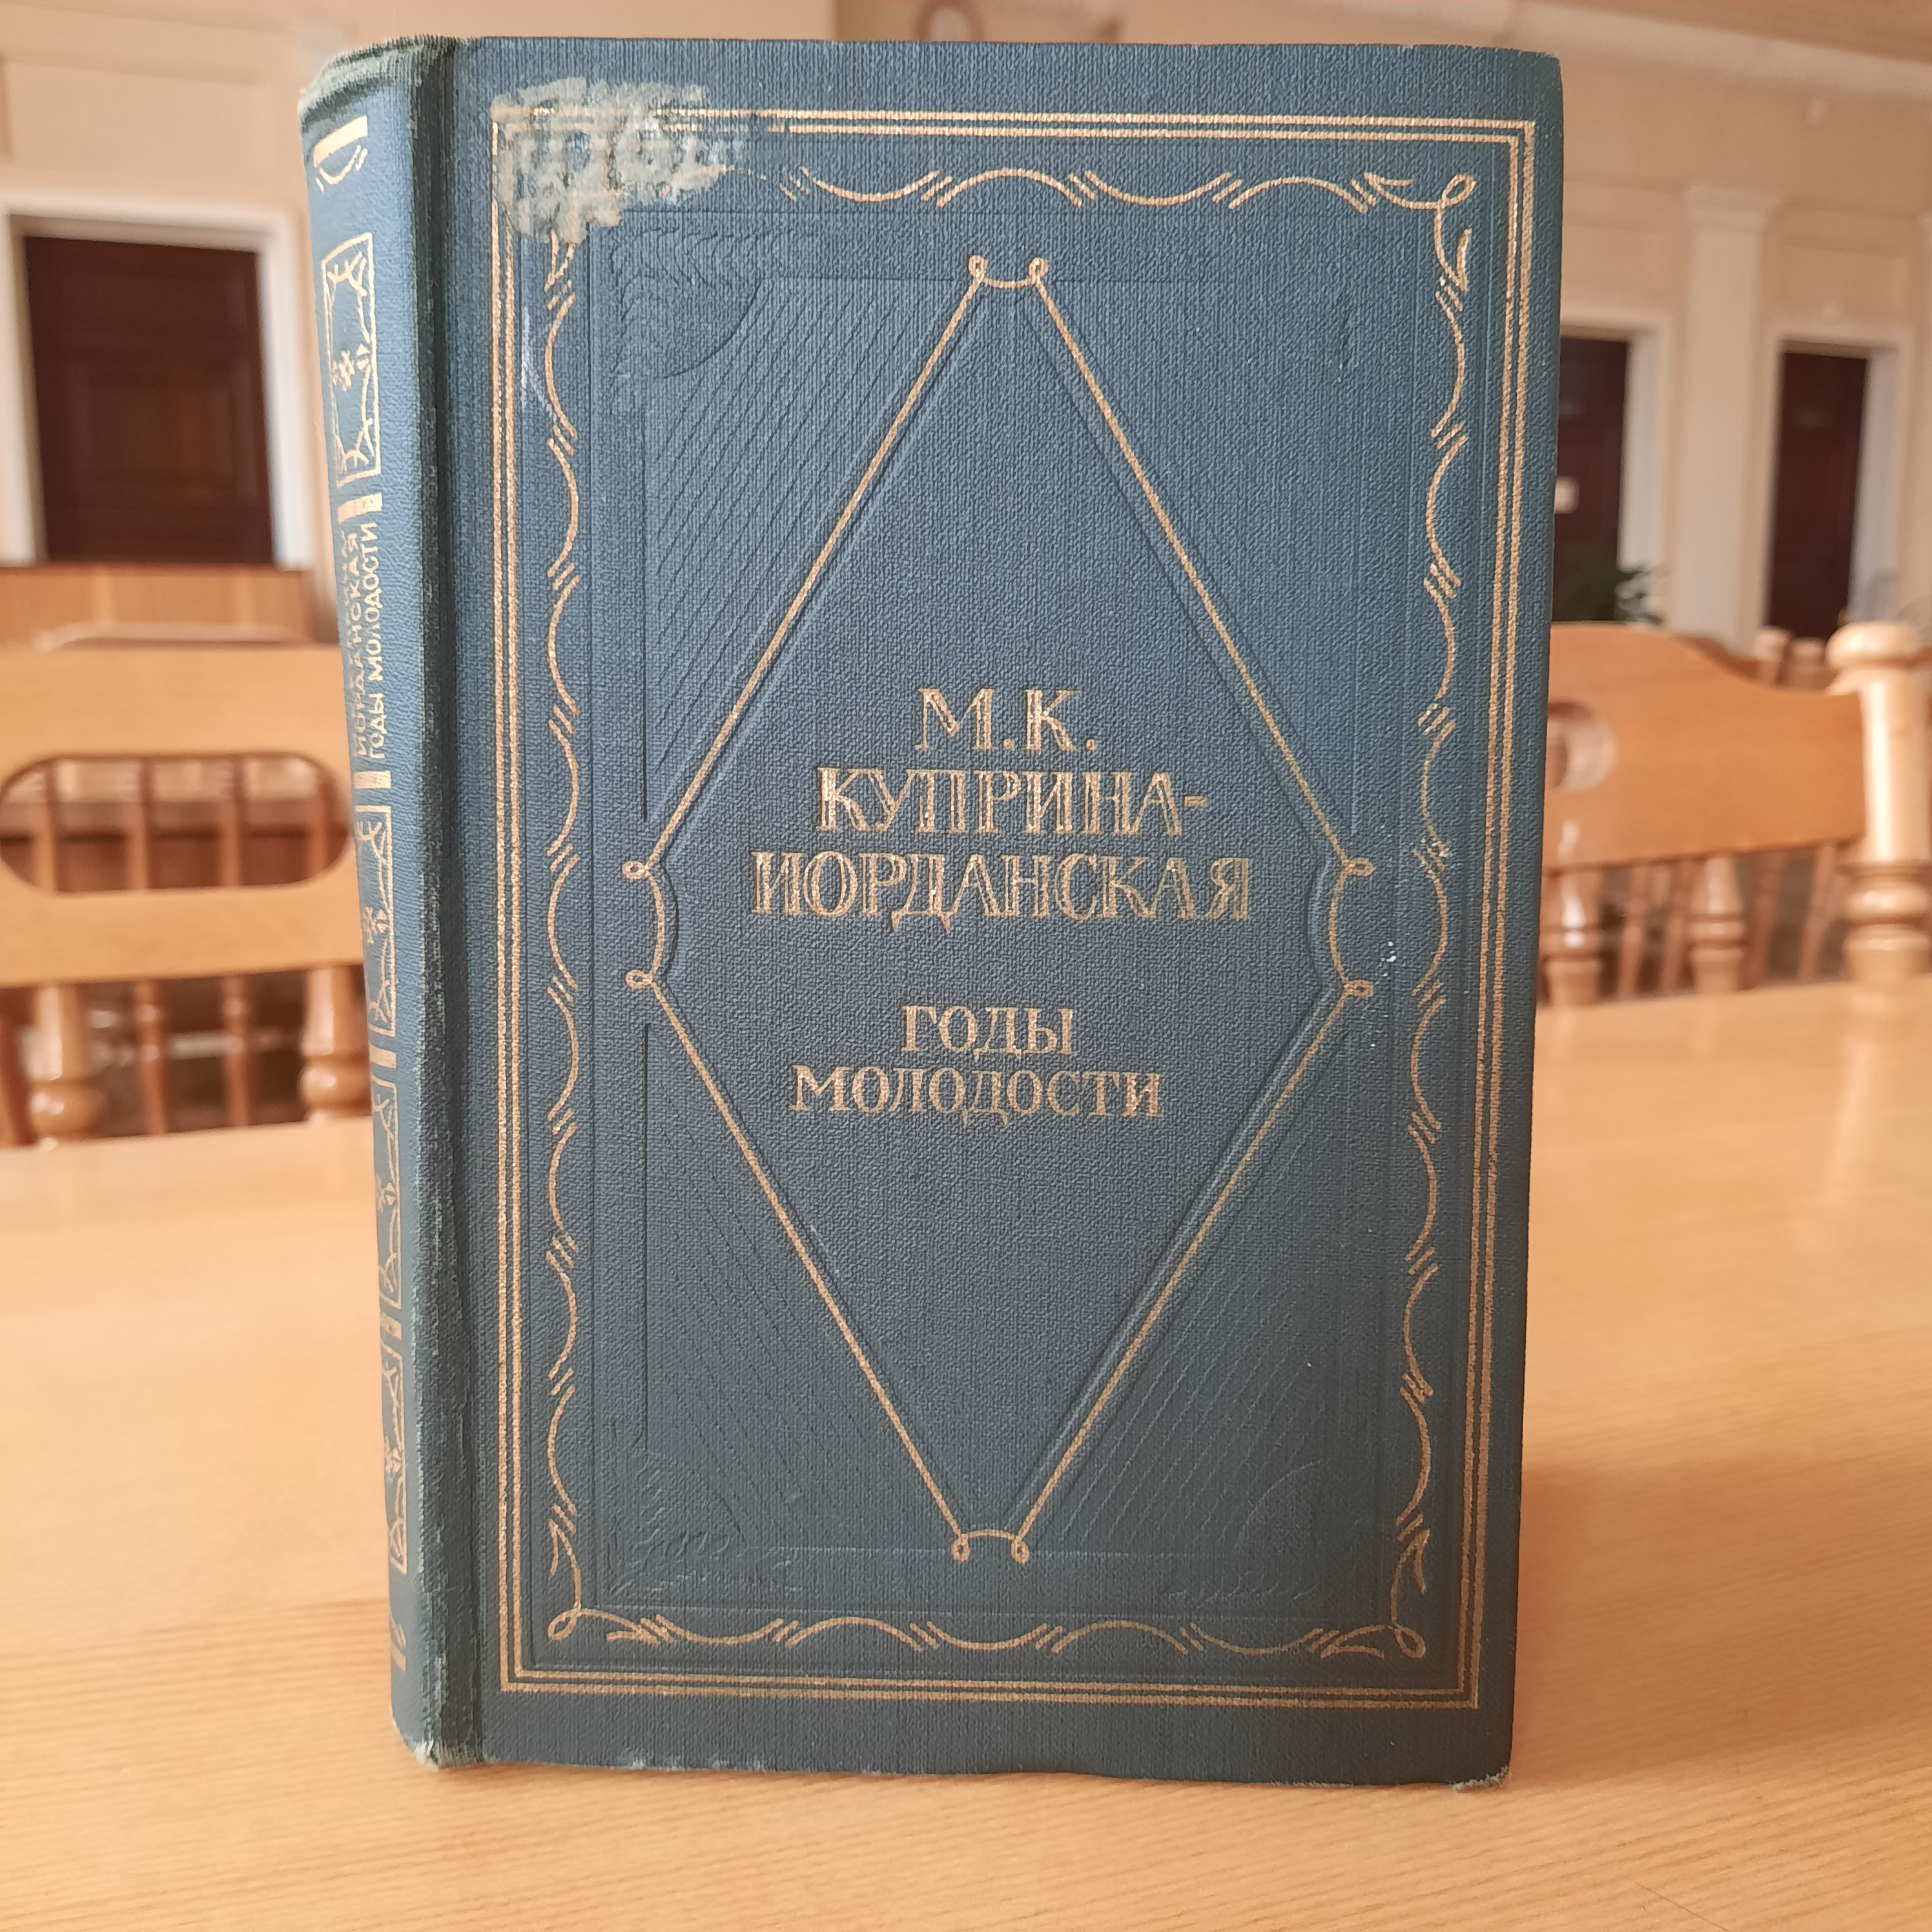 М.К.
КУПРИНА-
ИОРДАНСКАЯ
ГОДЫ
МОЛОДОСТИ
ИОРДАНСКАЯ
ГОДЫ МОЛОДОСТИ